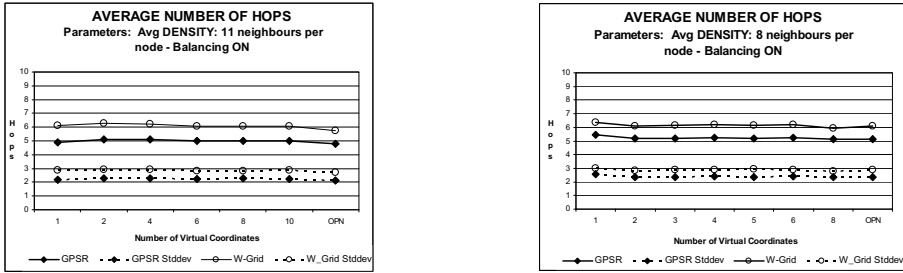 AVERAGE NUMBER OF HOPS
Parameters: Avg DENSITY: 11 neighbours per
node - Balancing ON
10
9
8
7
6
5
4
3
2
1
0
Hops
1 2 4 6 8 10 OPN
Number of Virtual Coordinates
GPSR GPSR Stddev W-Grid W_Grid Stddev
AVERAGE NUMBER OF HOPS
Parameters: Avg DENSITY: 8 neighbours per
node - Balancing ON
10
9
8
7
6
5
4
3
2
1
0
Hops
1 2 3 4 5 6 8 OPN
Number of Virtual Coordinates
GPSR GPSR Stddev W-Grid W_Grid Stddev